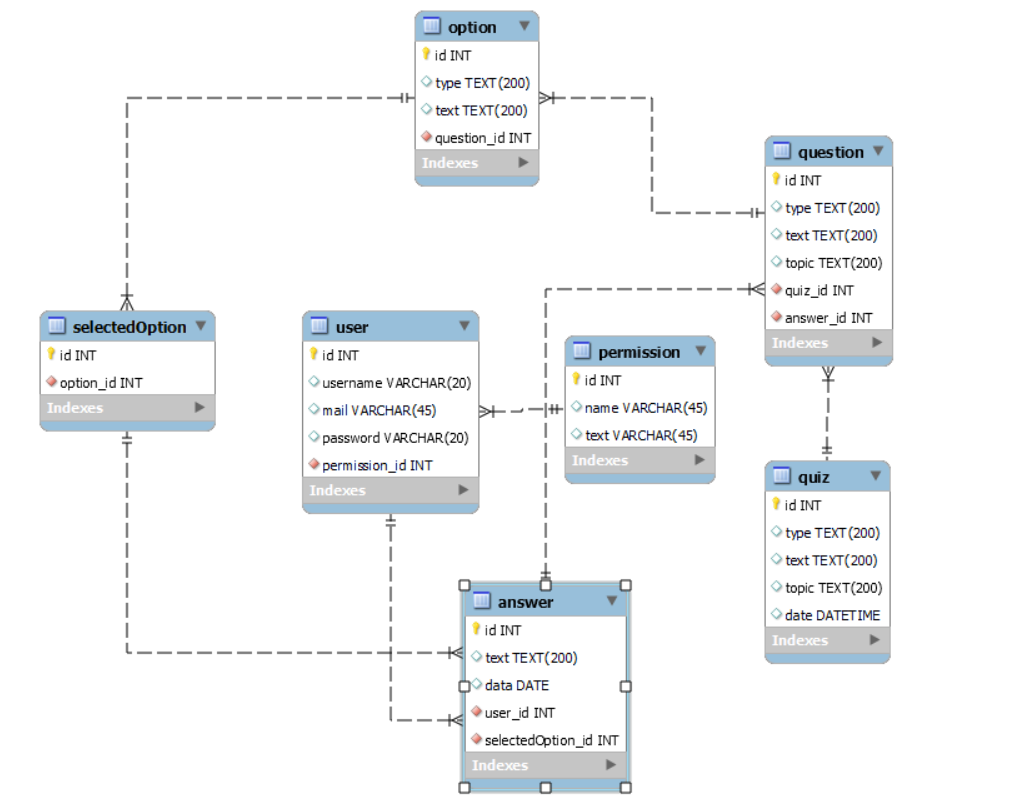 option
id INT
type TEXT(200)
text TEXT(200)
question_id INT
Indexes
question
id INT
type TEXT(200)
text TEXT(200)
topic TEXT(200)
quiz_id INT
answer_id INT
Indexes
selectedOption
id INT
option_id INT
Indexes
user
id INT
username VARCHAR(20)
mail VARCHAR(45)
password VARCHAR(20)
permission_id INT
Indexes
permission
id INT
name VARCHAR(45)
text VARCHAR(45)
Indexes
quiz
id INT
type TEXT(200)
text TEXT(200)
topic TEXT(200)
date DATETIME
Indexes
answer
id INT
text TEXT(200)
data DATE
user_id INT
selectedOption_id INT
Indexes